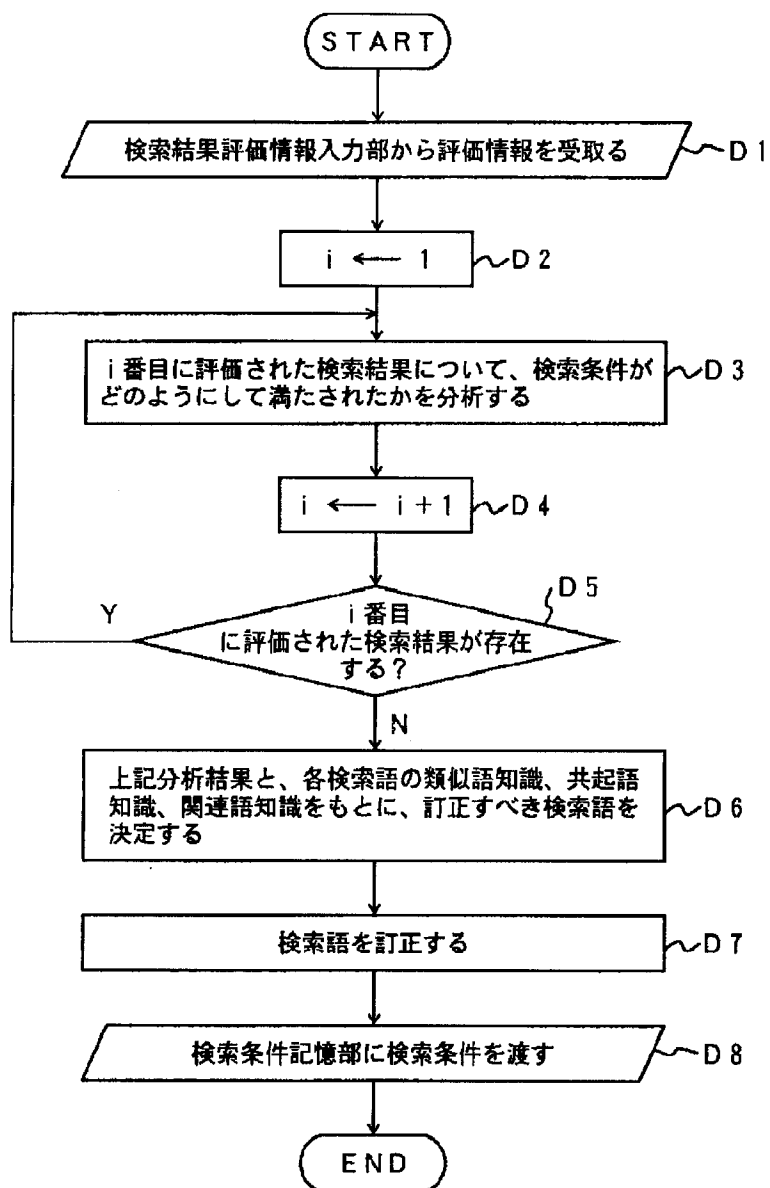 START
検索結果評価情報入力部から評価情報を受取る
D1
i ← 1
D2
i番目に評価された検索結果について、検索条件が
どのようにして満たされたかを分析する
D3
i ← i+1
D4
D5
Y
i番目
に評価された検索結果が存在
する?
N
上記分析結果と、各検索語の類似語知識、共起語
知識、関連語知識をもとに、訂正すべき検索語を
決定する
D6
検索語を訂正する
D7
検索条件記憶部に検索条件を渡す
D8
END